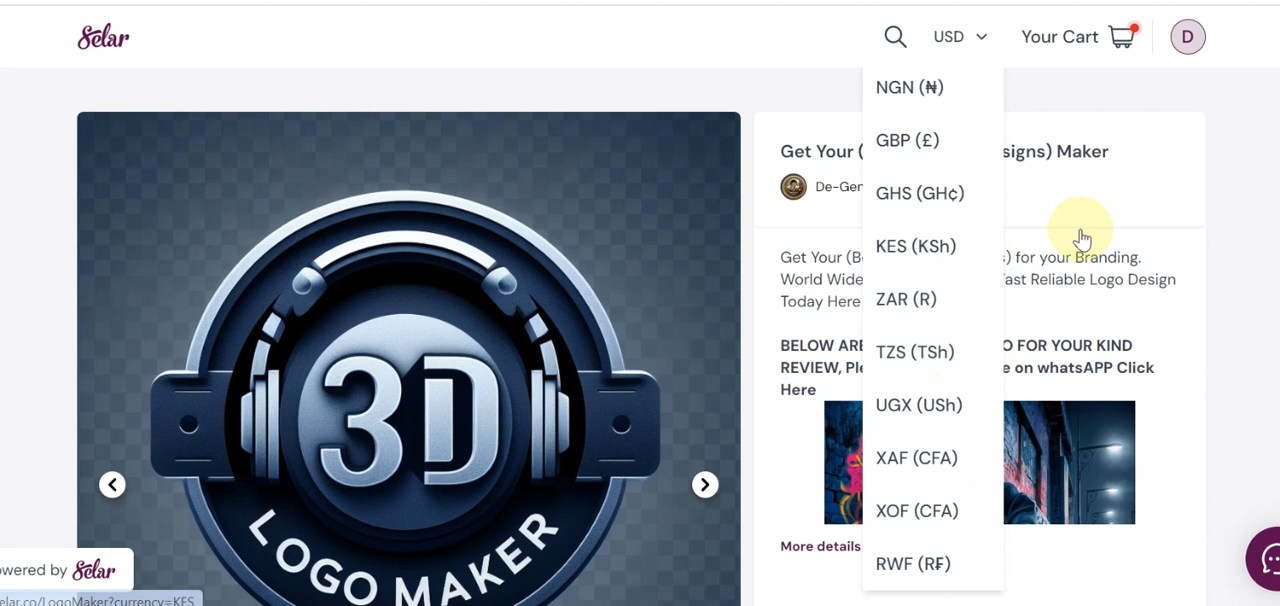 Selar
USD
Your Cart
D
NGN (₦)
GBP (£)
GHS (GH¢)
KES (KSh)
ZAR (R)
TZS (TSh)
UGX (USh)
XAF (CFA)
XOF (CFA)
RWF (R₣)
Get Your (
signs) Maker
De-Gen
Get Your (B
s) for your Branding.
World Wide
ast Reliable Logo Design
Today Here
BELOW ARE
O FOR YOUR KIND
REVIEW, Ple
e on whatsAPP Click
Here
More details
3D
LOGO MAKER
owered by Selar
elar.co/LogoMaker?currency=KES